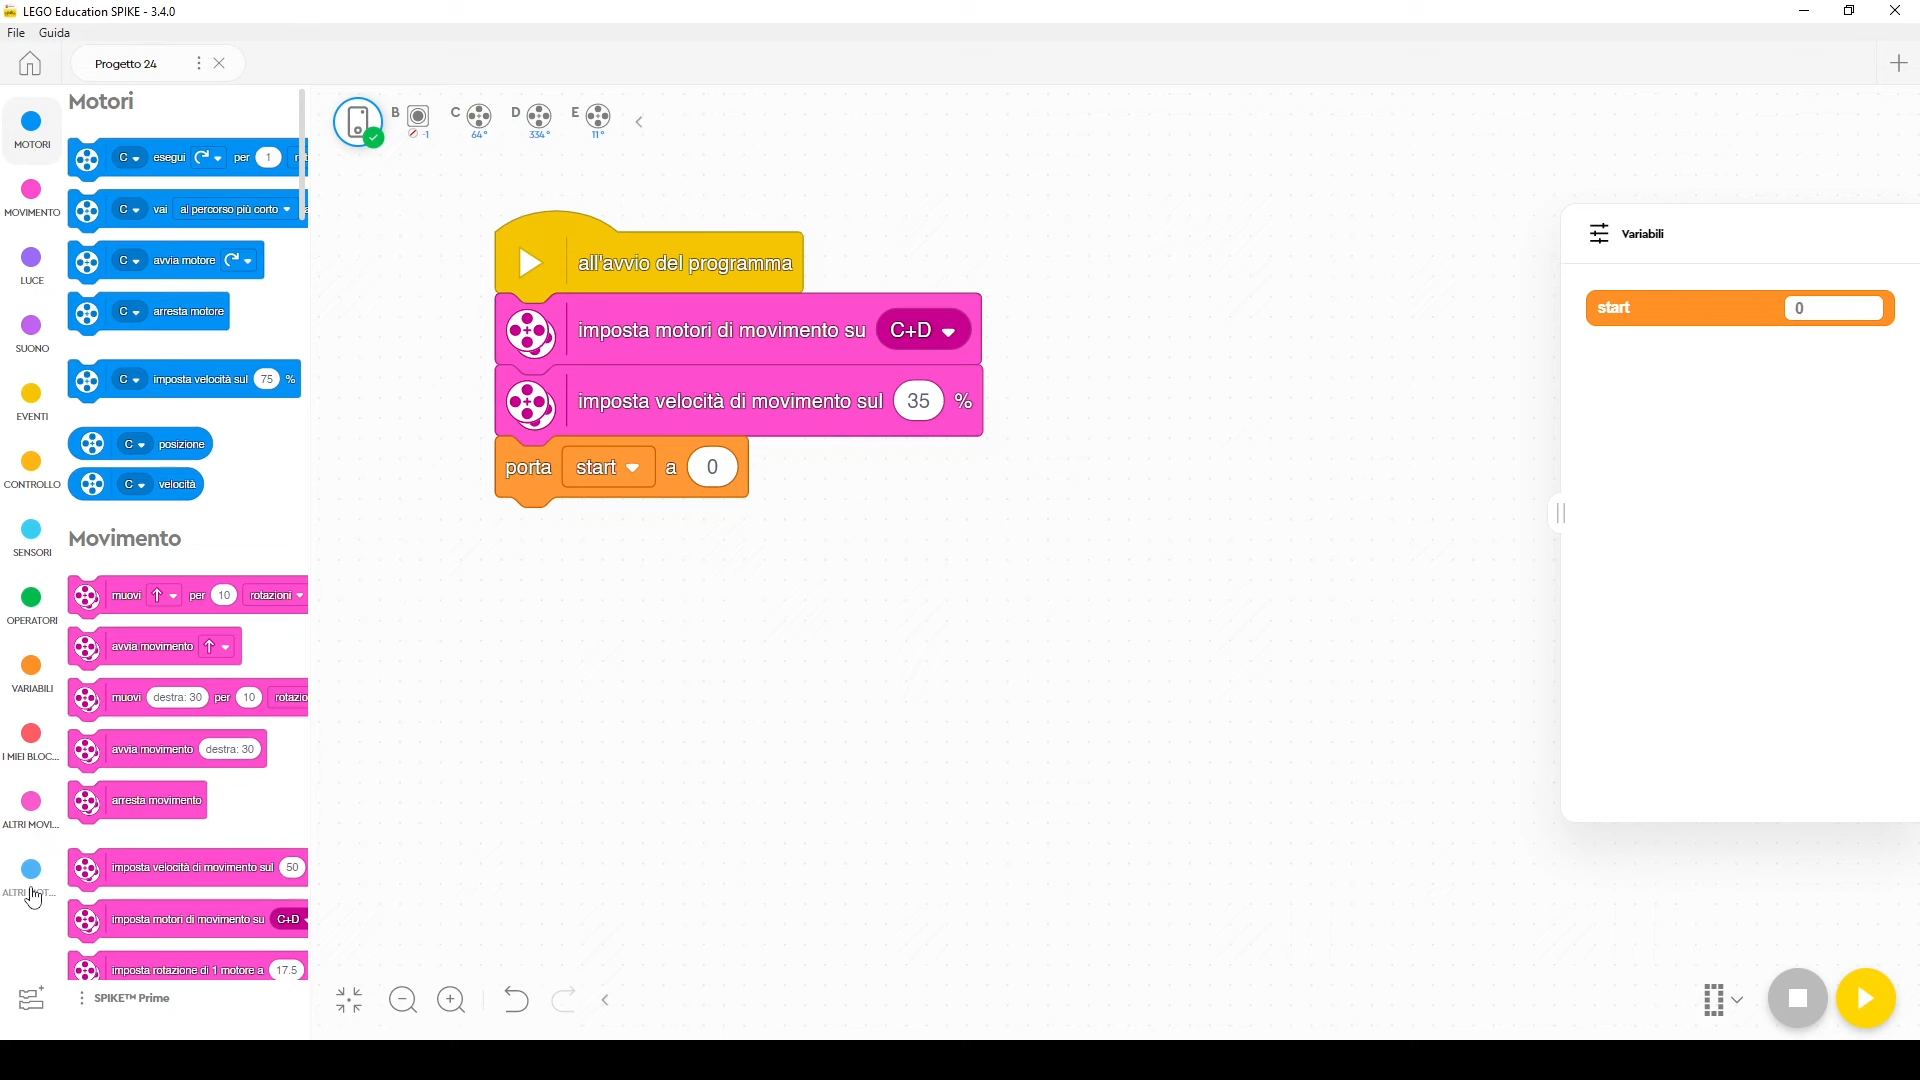 LEGO Education SPIKE - 3.4.0
File Guida
Progetto 24
MOTORI
MOVIMENTO
LUCE
SUONO
EVENTI
CONTROLLO
SENSORI
OPERATORI
VARIABILI
I MIEI BLOC...
ALTRI MOVI...
Motori
C esegui per 1
C vai al percorso più corto
C avvia motore
C arresta motore
C imposta velocità sul 75 %
C posizione
C velocità
Movimento
muovi per 10 rotazioni
avvia movimento
muovi destra: 30 per 10 rotazio
avvia movimento destra: 30
arresta movimento
imposta velocità di movimento sul 50
imposta motori di movimento su C+D
imposta rotazione di 1 motore a 17.5
SPIKE™ Prime
B -1
C 64°
D 334°
E 11°
all'avvio del programma
imposta motori di movimento su C+D
imposta velocità di movimento sul 35 %
porta start a 0
Variabili
start 0